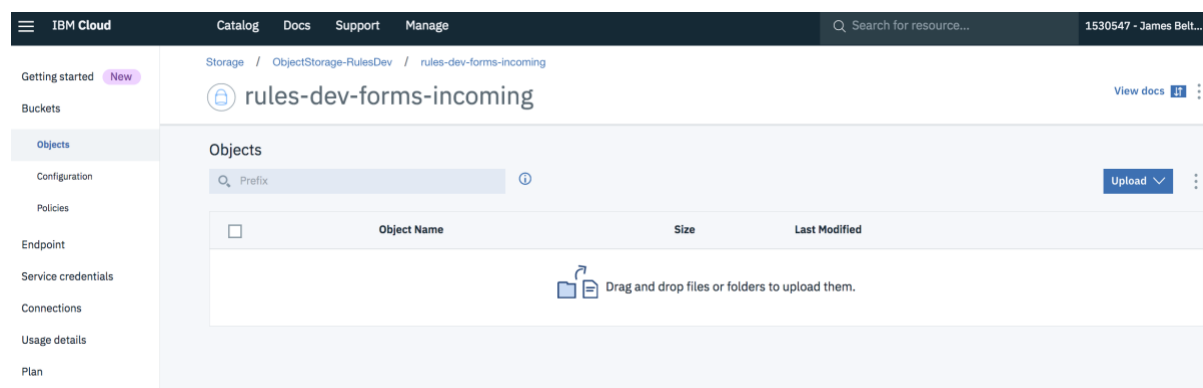 IBM Cloud
Catalog Docs Support Manage
Search for resource...
1530547 - James Belt...
Getting started New
Buckets
Objects
Configuration
Policies
Endpoint
Service credentials
Connections
Usage details
Plan
Storage / ObjectStorage-RulesDev / rules-dev-forms-incoming
rules-dev-forms-incoming
View docs
Objects
Prefix
Upload
Object Name Size Last Modified
Drag and drop files or folders to upload them.